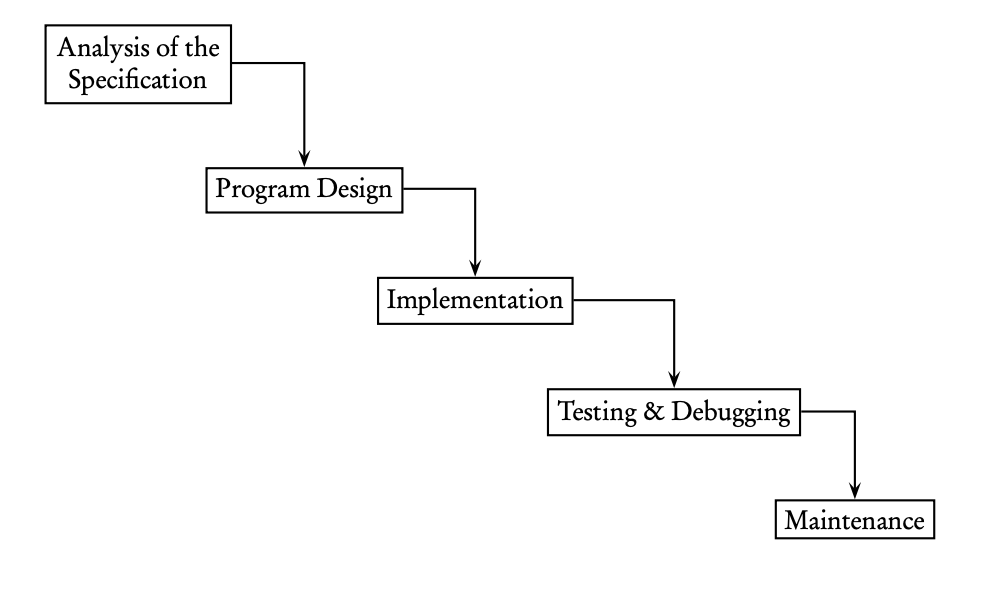 Analysis of the
Specification
Program Design
Implementation
Testing & Debugging
Maintenance